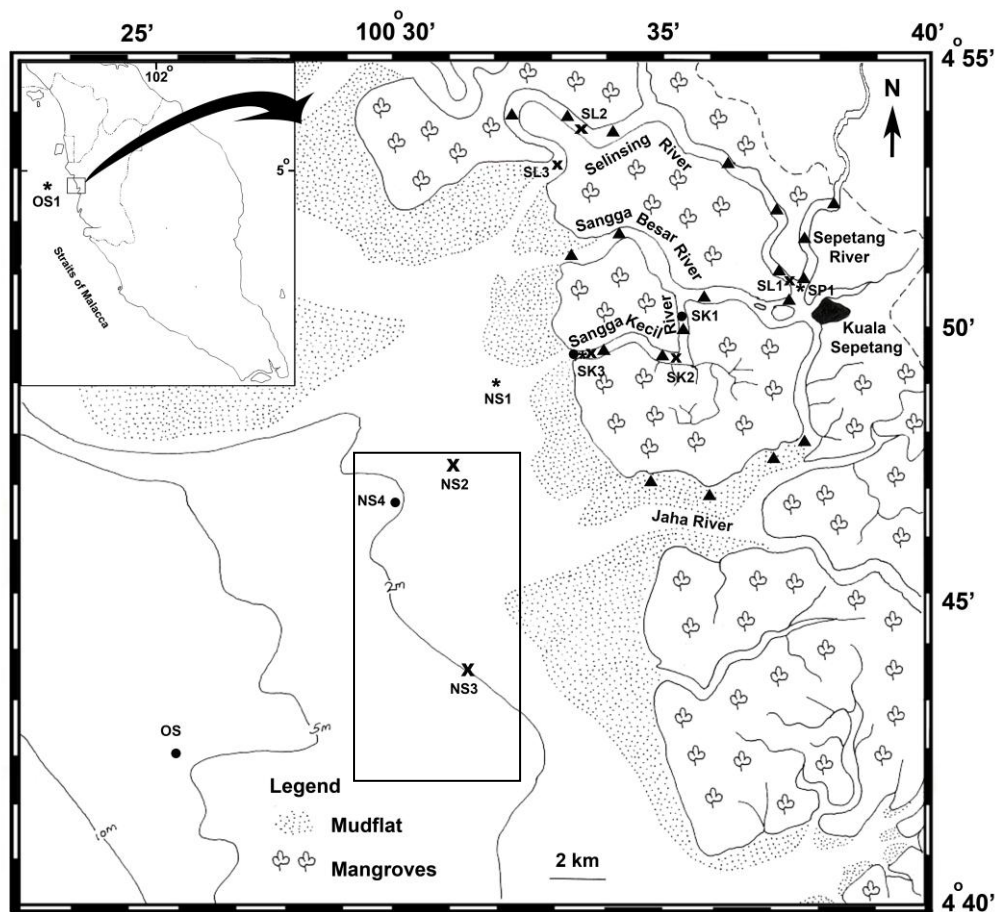 25’
100° 30’
35’
40’
4° 55’
102°
N
SL2
Selinsing River
5°
SL3
OS1
Sangga Besar River
Sepetang River
SL1
SP1
Straits of Malacca
SK1
50’
Sangga Kecil River
Kuala Sepetang
SK3
SK2
NS1
NS2
NS4
Jaha River
2m
45’
NS3
OS
5m
Legend
Mudflat
10m
2 km
Mangroves
4° 40’